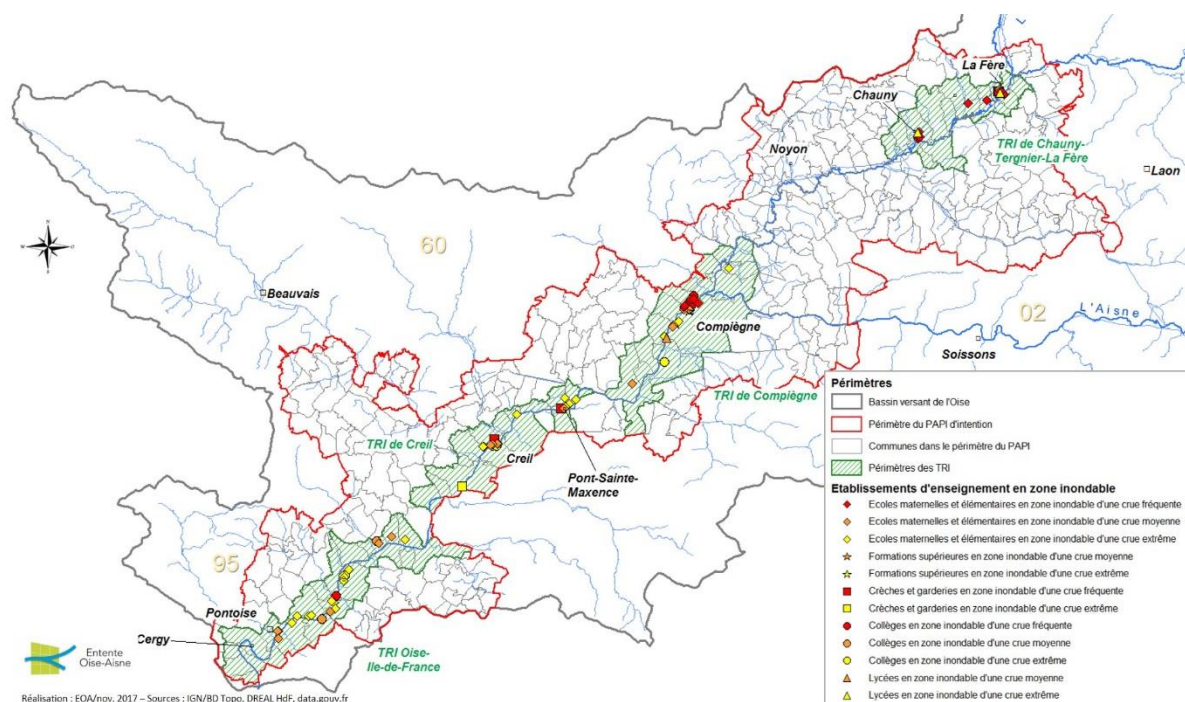 La Fère
Chauny
Noyon
TRI de Chauny-
Tergnier-La Fère
Laon
60
Beauvais
02
L'Aisne
Compiègne
Soissons
TRI de Compiègne
TRI de Creil
Creil
Pont-Sainte-
Maxence
95
Pontoise
Cergy
TRI Oise-
Ile-de-France
Entente
Oise-Aisne
Réalisation : EOA/nov. 2017 – Sources : IGN/BD Topo, DREAL HdF, data.gouv.fr
Périmètres
Bassin versant de l'Oise
Périmètre du PAPI d'intention
Communes dans le périmètre du PAPI
Périmètres des TRI
Etablissements d'enseignement en zone inondable
Ecoles maternelles et élémentaires en zone inondable d'une crue fréquente
Ecoles maternelles et élémentaires en zone inondable d'une crue moyenne
Ecoles maternelles et élémentaires en zone inondable d'une crue extrême
Formations supérieures en zone inondable d'une crue moyenne
Formations supérieures en zone inondable d'une crue extrême
Crèches et garderies en zone inondable d'une crue fréquente
Crèches et garderies en zone inondable d'une crue extrême
Collèges en zone inondable d'une crue fréquente
Collèges en zone inondable d'une crue moyenne
Collèges en zone inondable d'une crue extrême
Lycées en zone inondable d'une crue moyenne
Lycées en zone inondable d'une crue extrême